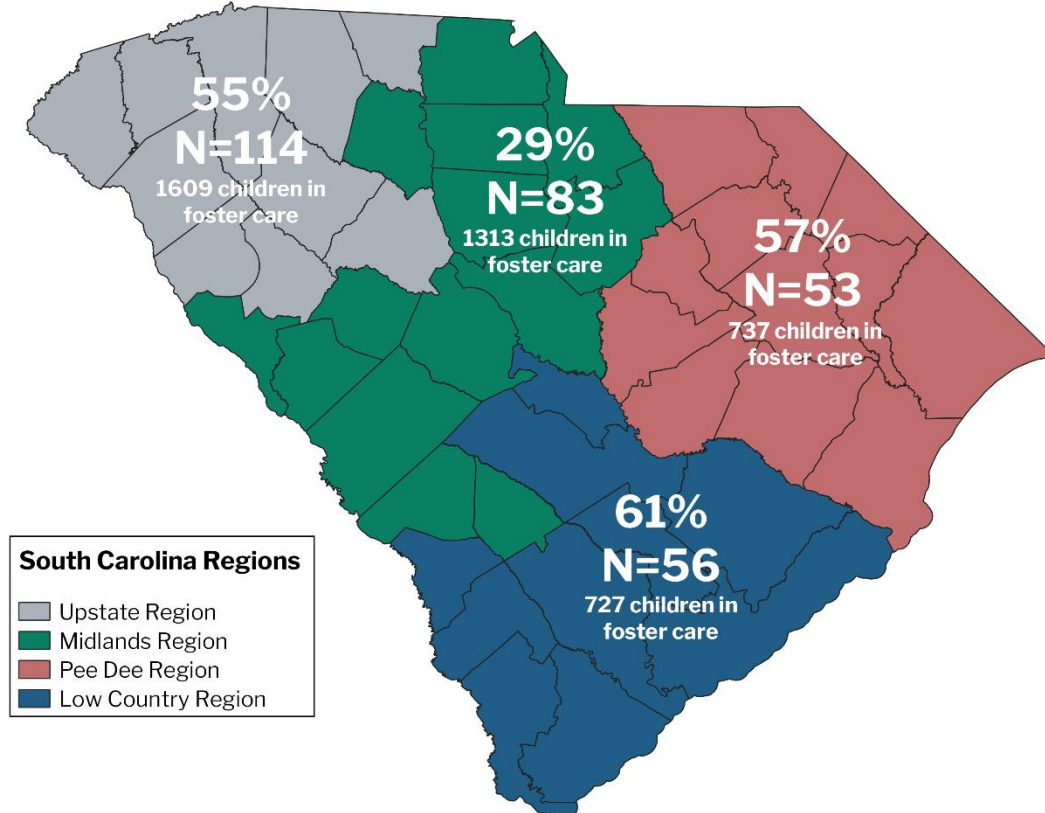 55%
N=114
1609 children in
foster care
29%
N=83
1313 children in
foster care
57%
N=53
737 children in
foster care
61%
N=56
727 children in
foster care
South Carolina Regions
Upstate Region
Midlands Region
Pee Dee Region
Low Country Region